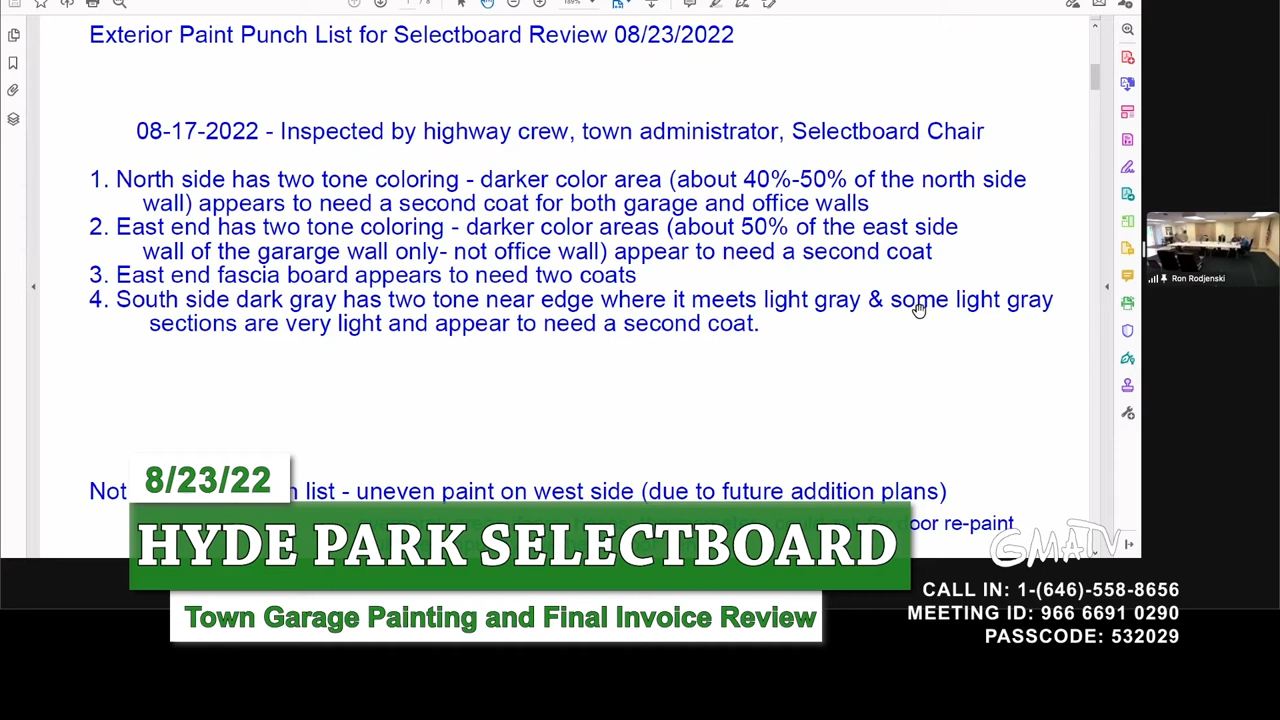 Exterior Paint Punch List for Selectboard Review 08/23/2022
08-17-2022 - Inspected by highway crew, town administrator, Selectboard Chair
1. North side has two tone coloring - darker color area (about 40%-50% of the north side
wall) appears to need a second coat for both garage and office walls
2. East end has two tone coloring - darker color areas (about 50% of the east side
wall of the gararge wall only- not office wall) appear to need a second coat
3. East end fascia board appears to need two coats
4. South side dark gray has two tone near edge where it meets light gray & some light gray
sections are very light and appear to need a second coat.
Ron Rodjenski
8/23/22
Not list - uneven paint on west side (due to future addition plans)
door re-paint
HYDE PARK SELECTBOARD
GMATV
Town Garage Painting and Final Invoice Review
CALL IN: 1-(646)-558-8656
MEETING ID: 966 6691 0290
PASSCODE: 532029